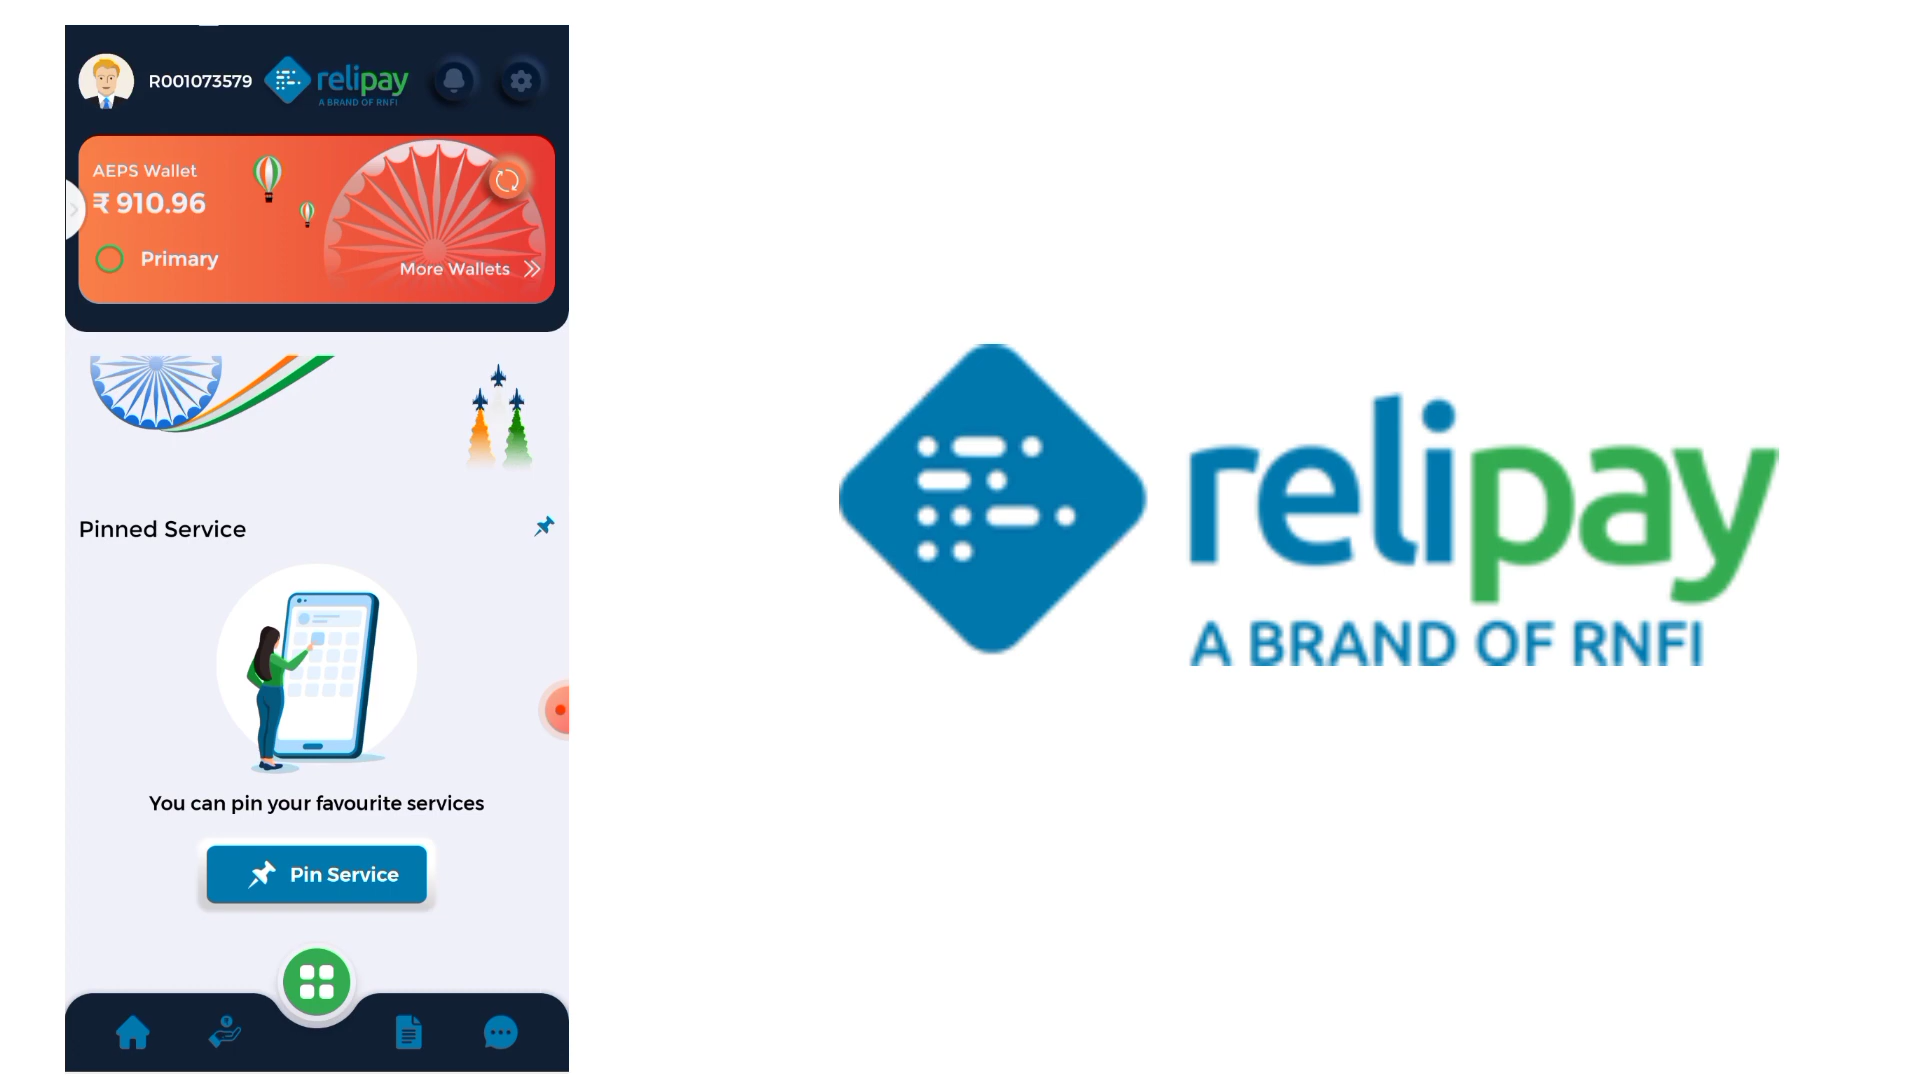 R001073579
relipay
A BRAND OF RNFI
AEPS Wallet
₹ 910.96
Primary
More Wallets
Pinned Service
You can pin your favourite services
Pin Service
relipay
A BRAND OF RNFI